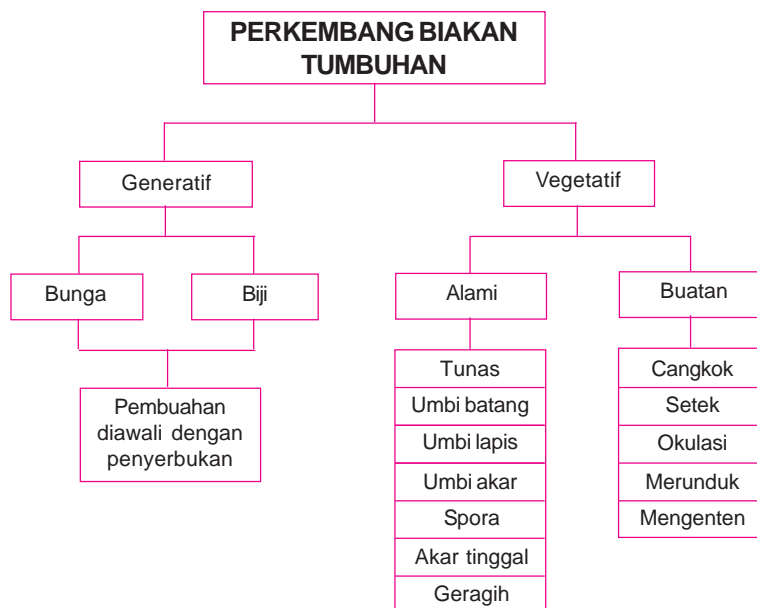 PERKEMBANG BIAKAN
TUMBUHAN
Generatif
Vegetatif
Bunga
Biji
Alami
Buatan
Pembuahan
diawali dengan
penyerbukan
Tunas
Umbi batang
Umbi lapis
Umbi akar
Spora
Akar tinggal
Geragih
Cangkok
Setek
Okulasi
Merunduk
Mengenten